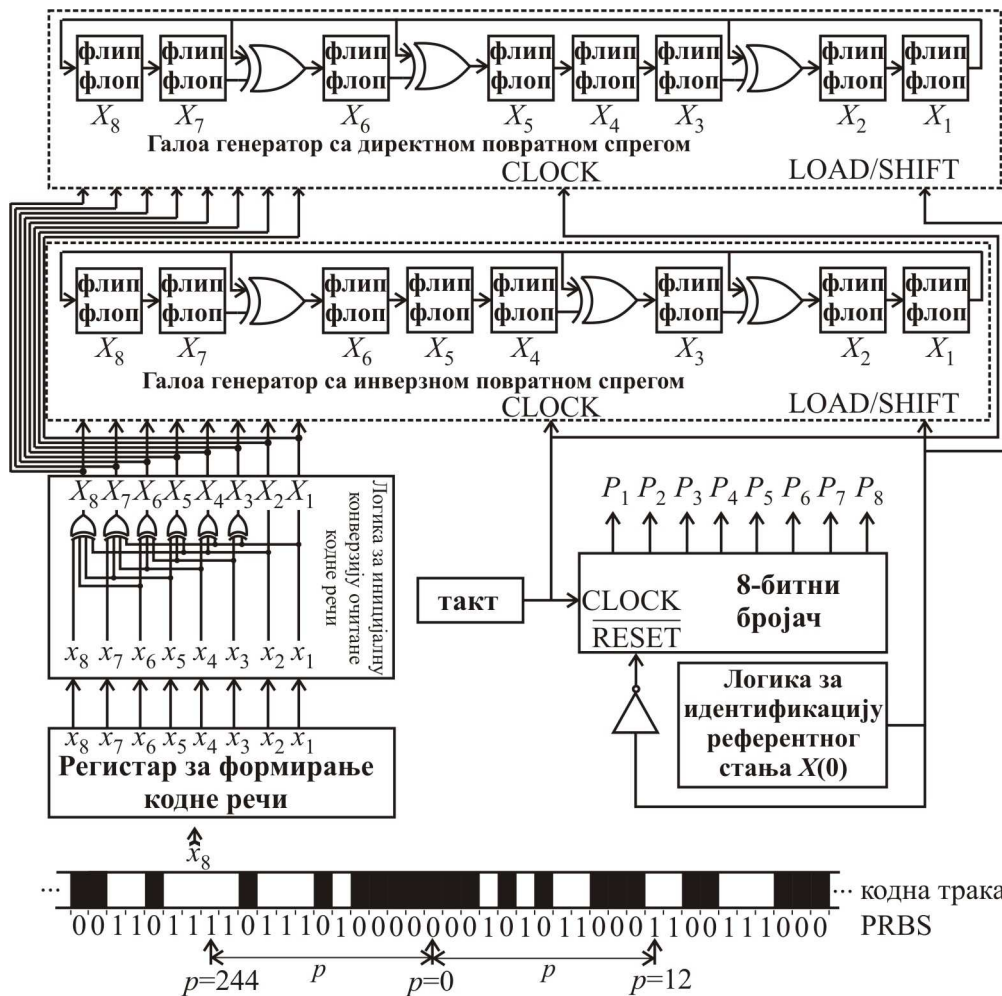 флип флоп
флип флоп
флип флоп
флип флоп
флип флоп
флип флоп
флип флоп
флип флоп
X8 X7 X6 X5 X4 X3 X2 X1
Галоа генератор са директном повратном спрегом
CLOCK LOAD/SHIFT
флип флоп
флип флоп
флип флоп
флип флоп
флип флоп
флип флоп
флип флоп
флип флоп
X8 X7 X6 X5 X4 X3 X2 X1
Галоа генератор са инверзном повратном спрегом
CLOCK LOAD/SHIFT
X8 X7 X6 X5 X4 X3 X2 X1
Логика за иницијалну
конверзију очитане
кодне речи
x8 x7 x6 x5 x4 x3 x2 x1
x8 x7 x6 x5 x4 x3 x2 x1
Регистар за формирање
кодне речи
x8
P1 P2 P3 P4 P5 P6 P7 P8
такт
CLOCK
RESET
8-битни
бројач
Логика за
идентификацију
референтног
стања X(0)
··· ··· кодна трака
00110111101110100000001010110001100111000 PRBS
p=244 p p=0 p p=12